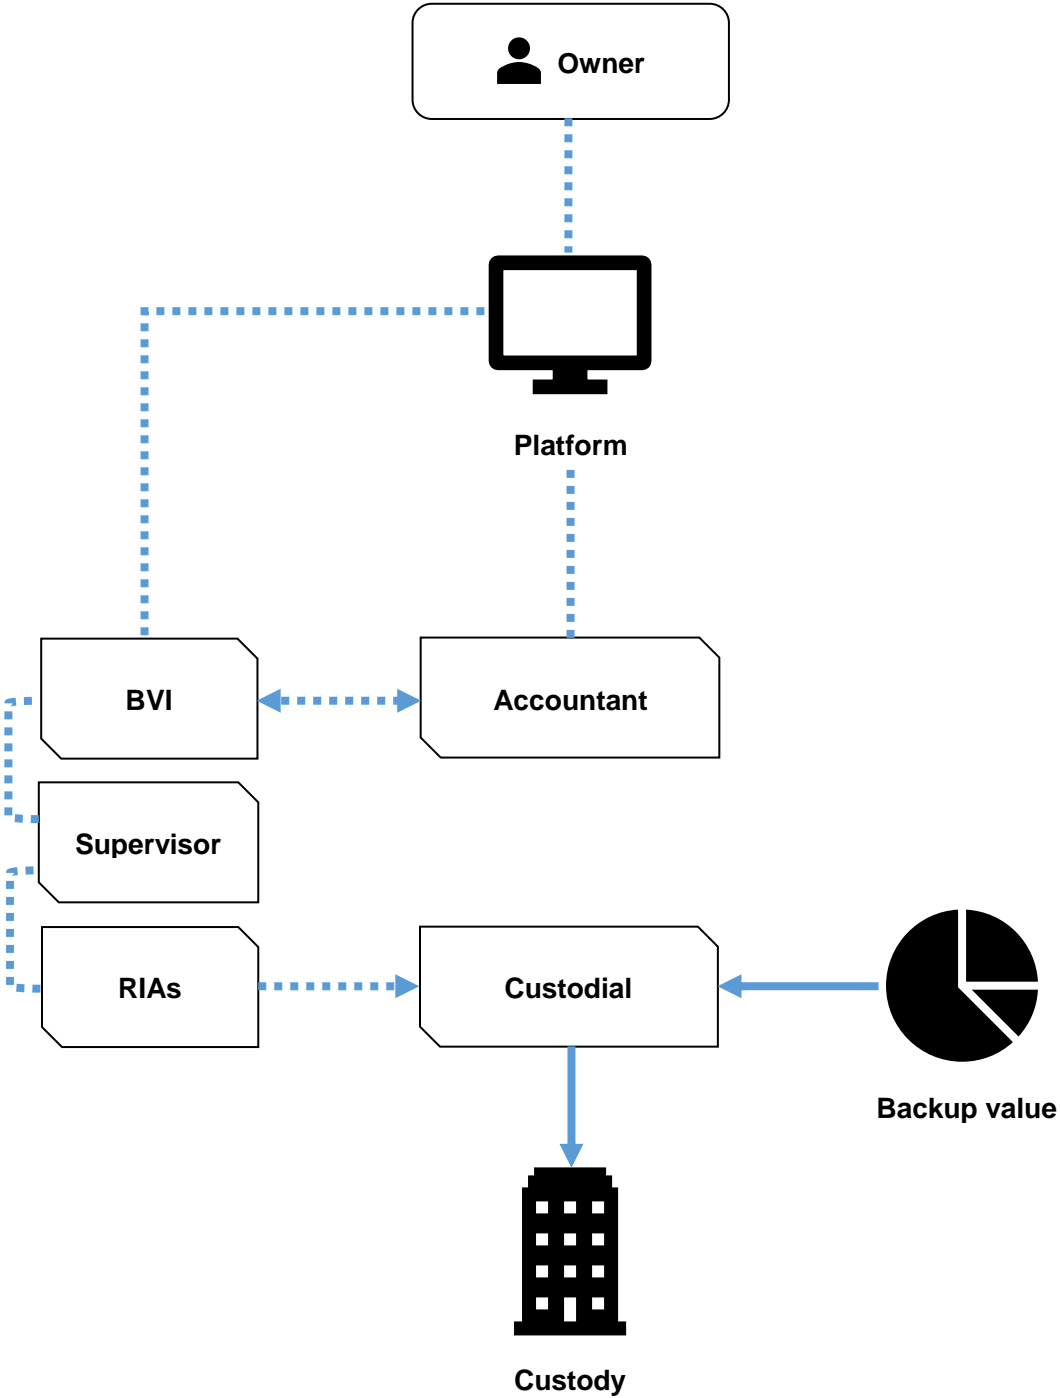 Owner
Platform
BVI
Accountant
Supervisor
RIAs
Custodial
Backup value
Custody